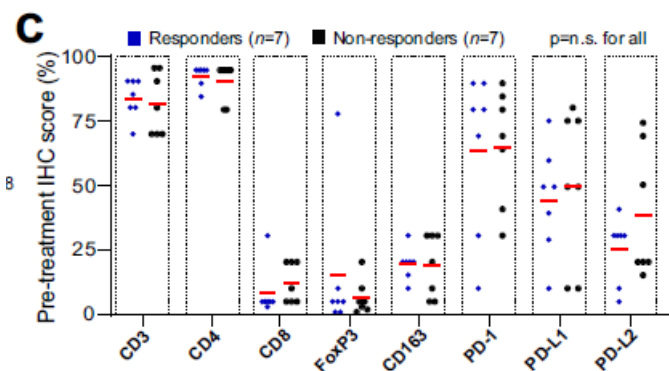 C
Responders (n=7) Non-responders (n=7) p=n.s. for all
Pre-treatment IHC score (%)
100
75
50
25
0
8
CD3 CD4 CD8 FoxP3 CD163 PD-1 PD-L1 PD-L2